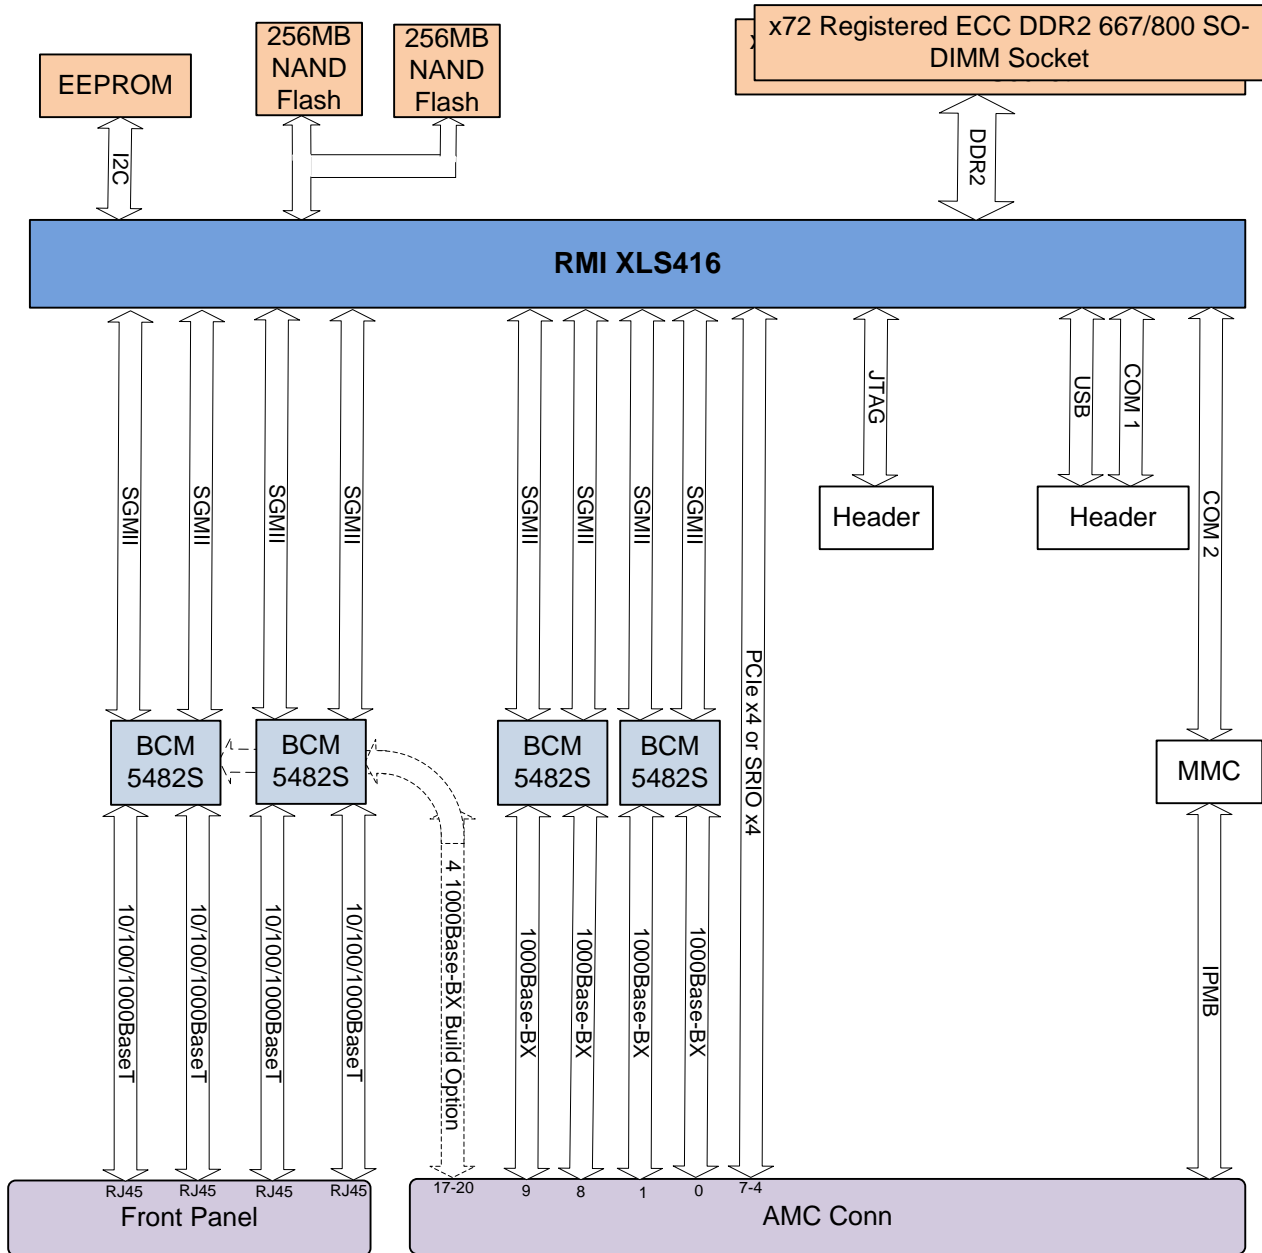 x72 Registered ECC DDR2 667/800 SO-
DIMM Socket
EEPROM
256MB
NAND
Flash
256MB
NAND
Flash
I2C
DDR2
RMI XLS416
SGMII
SGMII
SGMII
SGMII
SGMII
SGMII
SGMII
SGMII
PCIe x4 or SRIO x4
JTAG
USB
COM 1
COM 2
Header
Header
BCM
5482S
BCM
5482S
BCM
5482S
BCM
5482S
MMC
10/100/1000BaseT
10/100/1000BaseT
10/100/1000BaseT
10/100/1000BaseT
4 1000Base-BX Build Option
1000Base-BX
1000Base-BX
1000Base-BX
1000Base-BX
IPMB
RJ45
RJ45
RJ45
RJ45
17-20
9
8
1
0
7-4
Front Panel
AMC Conn